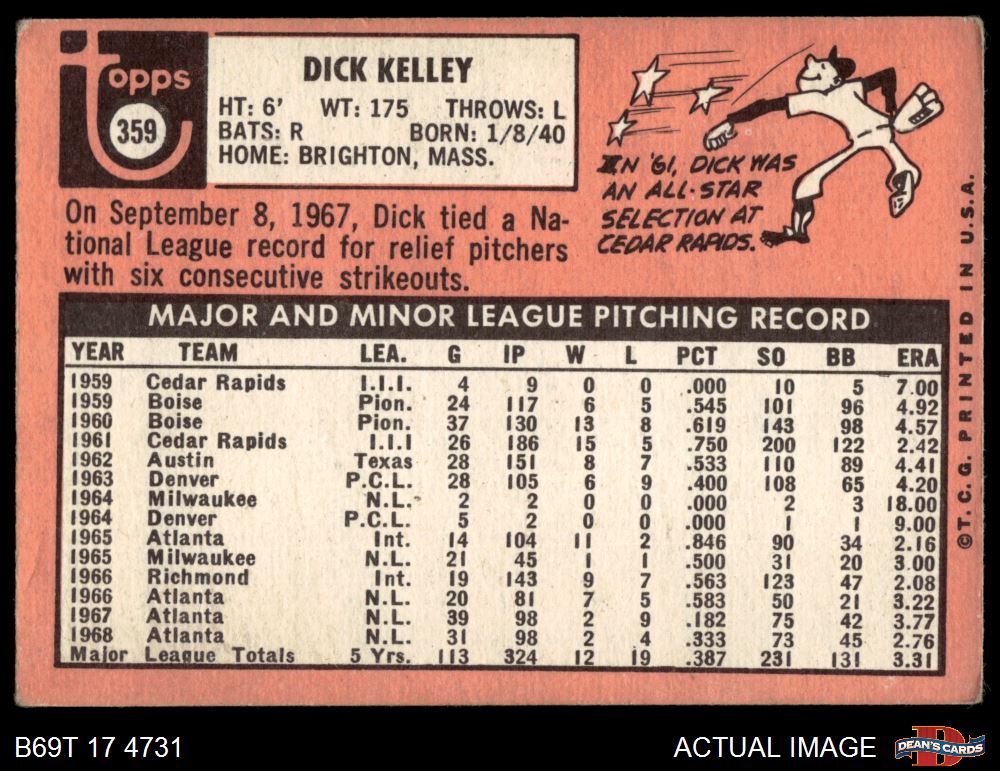 topps
359
DICK KELLEY
HT: 6' WT: 175 THROWS: L
BATS: R BORN: 1/8/40
HOME: BRIGHTON, MASS.
IN '61, DICK WAS
AN ALL-STAR
SELECTION AT
CEDAR RAPIDS.
On September 8, 1967, Dick tied a Na-
tional League record for relief pitchers
with six consecutive strikeouts.
MAJOR AND MINOR LEAGUE PITCHING RECORD
YEAR TEAM LEA. G IP W L PCT SO BB ERA
1959 Cedar Rapids I.I.I. 4 9 0 0 .000 10 5 7.00
1959 Boise Pion. 24 117 6 5 .545 101 96 4.92
1960 Boise Pion. 37 130 13 8 .619 143 98 4.57
1961 Cedar Rapids I.I.I 26 186 15 5 .750 200 122 2.42
1962 Austin Texas 28 151 8 7 .533 110 89 4.41
1963 Denver P.C.L. 28 105 6 9 .400 108 65 4.20
1964 Milwaukee N.L. 2 2 0 0 .000 2 3 18.00
1964 Denver P.C.L. 5 2 0 0 .000 1 1 9.00
1965 Atlanta Int. 14 104 11 2 .846 90 34 2.16
1965 Milwaukee N.L. 21 45 1 1 .500 31 20 3.00
1966 Richmond Int. 19 143 9 7 .563 123 47 2.08
1966 Atlanta N.L. 20 81 7 5 .583 50 21 3.22
1967 Atlanta N.L. 39 98 2 9 .182 75 42 3.77
1968 Atlanta N.L. 31 98 2 4 .333 73 45 2.76
Major League Totals 5 Yrs. 113 324 12 19 .387 231 131 3.31
©T.C.G. PRINTED IN U.S.A.
B69T 17 4731
ACTUAL IMAGE
DEAN'S CARDS